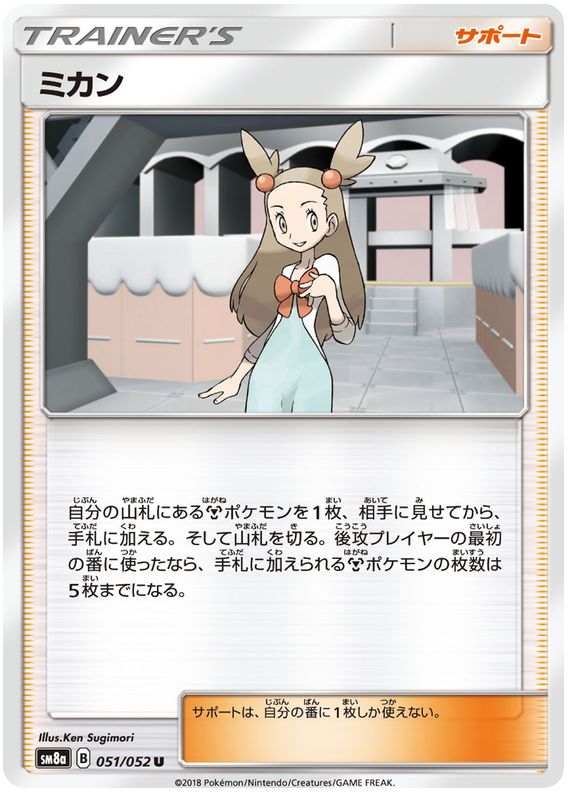 TRAINER'S サポート
ミカン
自分の山札にあるポケモンを1枚、相手に見せてから、
手札に加える。そして山札を切る。後攻プレイヤーの最初
の番に使ったなら、手札に加えられるポケモンの枚数は
5枚までになる。
サポートは、自分の番に1枚しか使えない。
Illus.Ken Sugimori
SM8a B 051/052 U
©2018 Pokémon/Nintendo/Creatures/GAME FREAK.